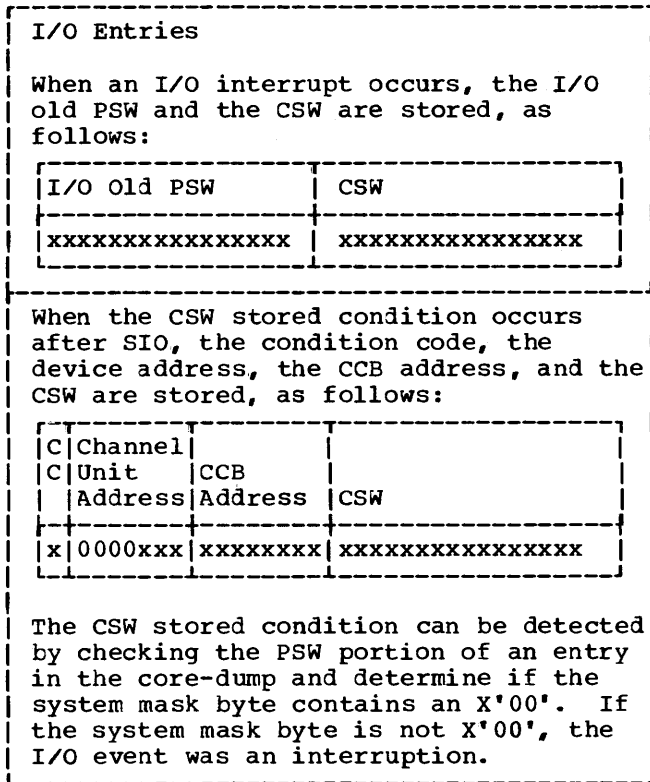 I/O Entries
When an I/O interrupt occurs, the I/O
old PSW and the CSW are stored, as
follows:
I/O Old PSW CSW
xxxxxxxxxxxxxxxx xxxxxxxxxxxxxxxx
When the CSW stored condition occurs
after SIO, the condition code, the
device address, the CCB address, and the
CSW are stored, as follows:
C Channel
C Unit CCB
Address Address CSW
x 0000xxx xxxxxxxx xxxxxxxxxxxxxxxx
The CSW stored condition can be detected
by checking the PSW portion of an entry
in the core-dump and determine if the
system mask byte contains an X'00'. If
the system mask byte is not X'00', the
I/O event was an interruption.